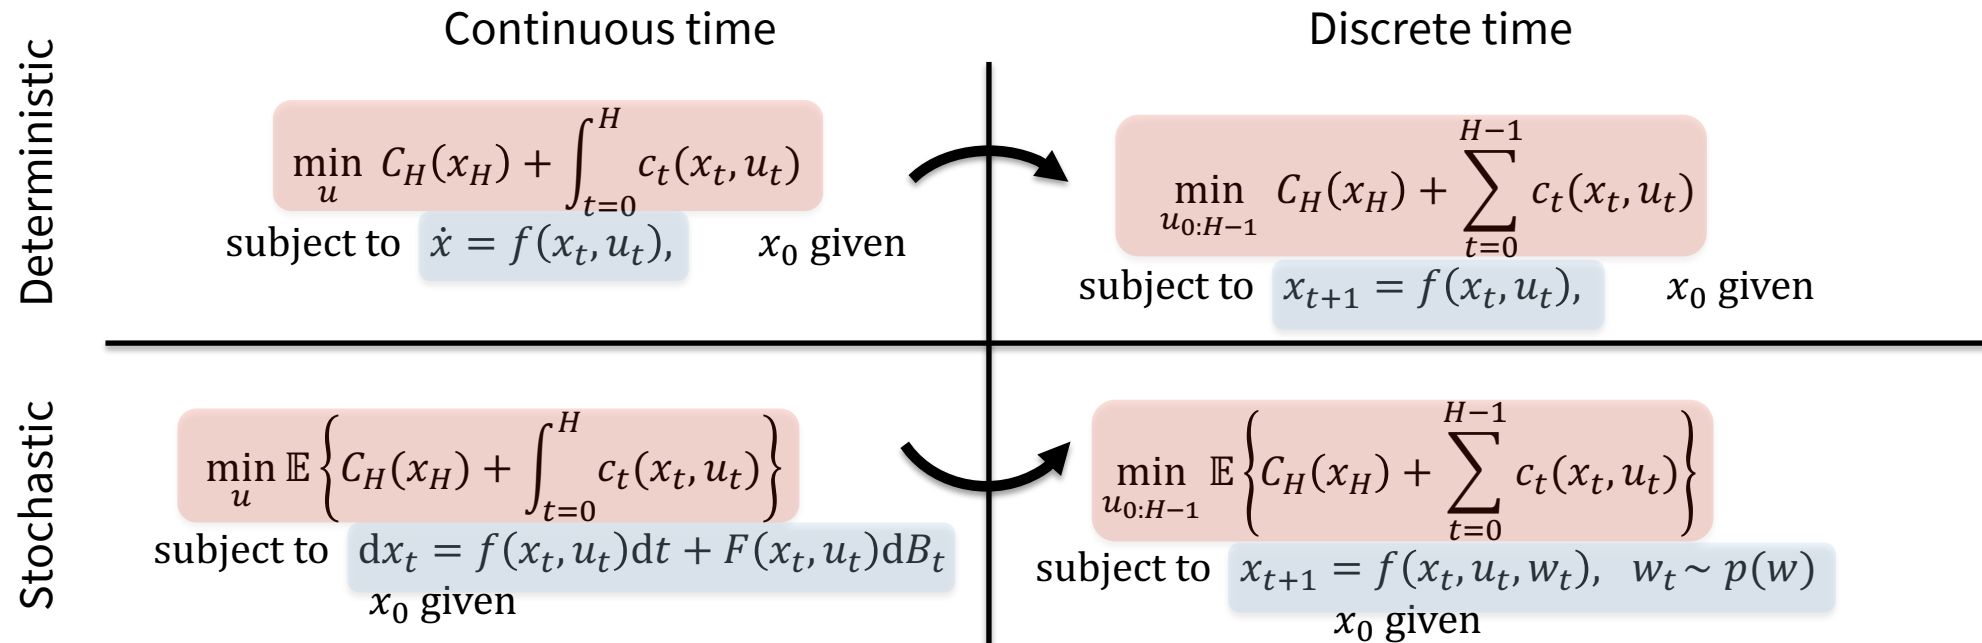 Continuous time
Discrete time
Deterministic
min_u C_H(x_H) + ∫_{t=0}^{H} c_t(x_t, u_t)
subject to ẋ = f(x_t, u_t), x_0 given
min_{u_{0:H−1}} C_H(x_H) + ∑_{t=0}^{H−1} c_t(x_t, u_t)
subject to x_{t+1} = f(x_t, u_t), x_0 given
Stochastic
min_u 𝔼{C_H(x_H) + ∫_{t=0}^{H} c_t(x_t, u_t)}
subject to dx_t = f(x_t, u_t)dt + F(x_t, u_t)dB_t
x_0 given
min_{u_{0:H−1}} 𝔼{C_H(x_H) + ∑_{t=0}^{H−1} c_t(x_t, u_t)}
subject to x_{t+1} = f(x_t, u_t, w_t), w_t ~ p(w)
x_0 given